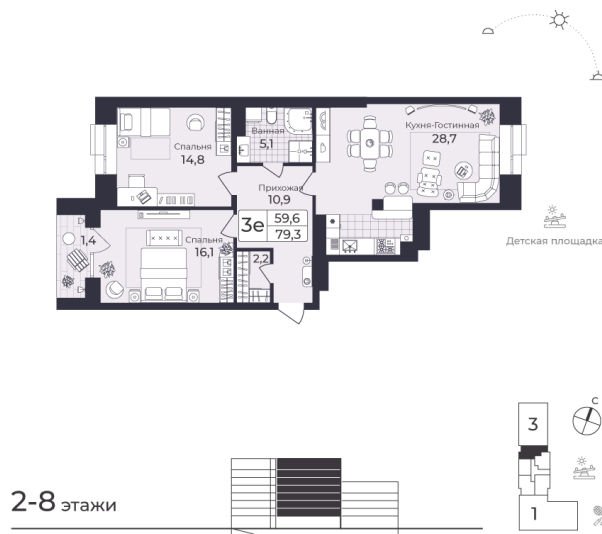 Спальня
14,8
Ванная
5,1
Кухня-Гостинная
28,7
Прихожая
10,9
3е
59,6
79,3
1,4
Спальня
16,1
2,2
Детская площадка
С
3
1
2-8 этажи